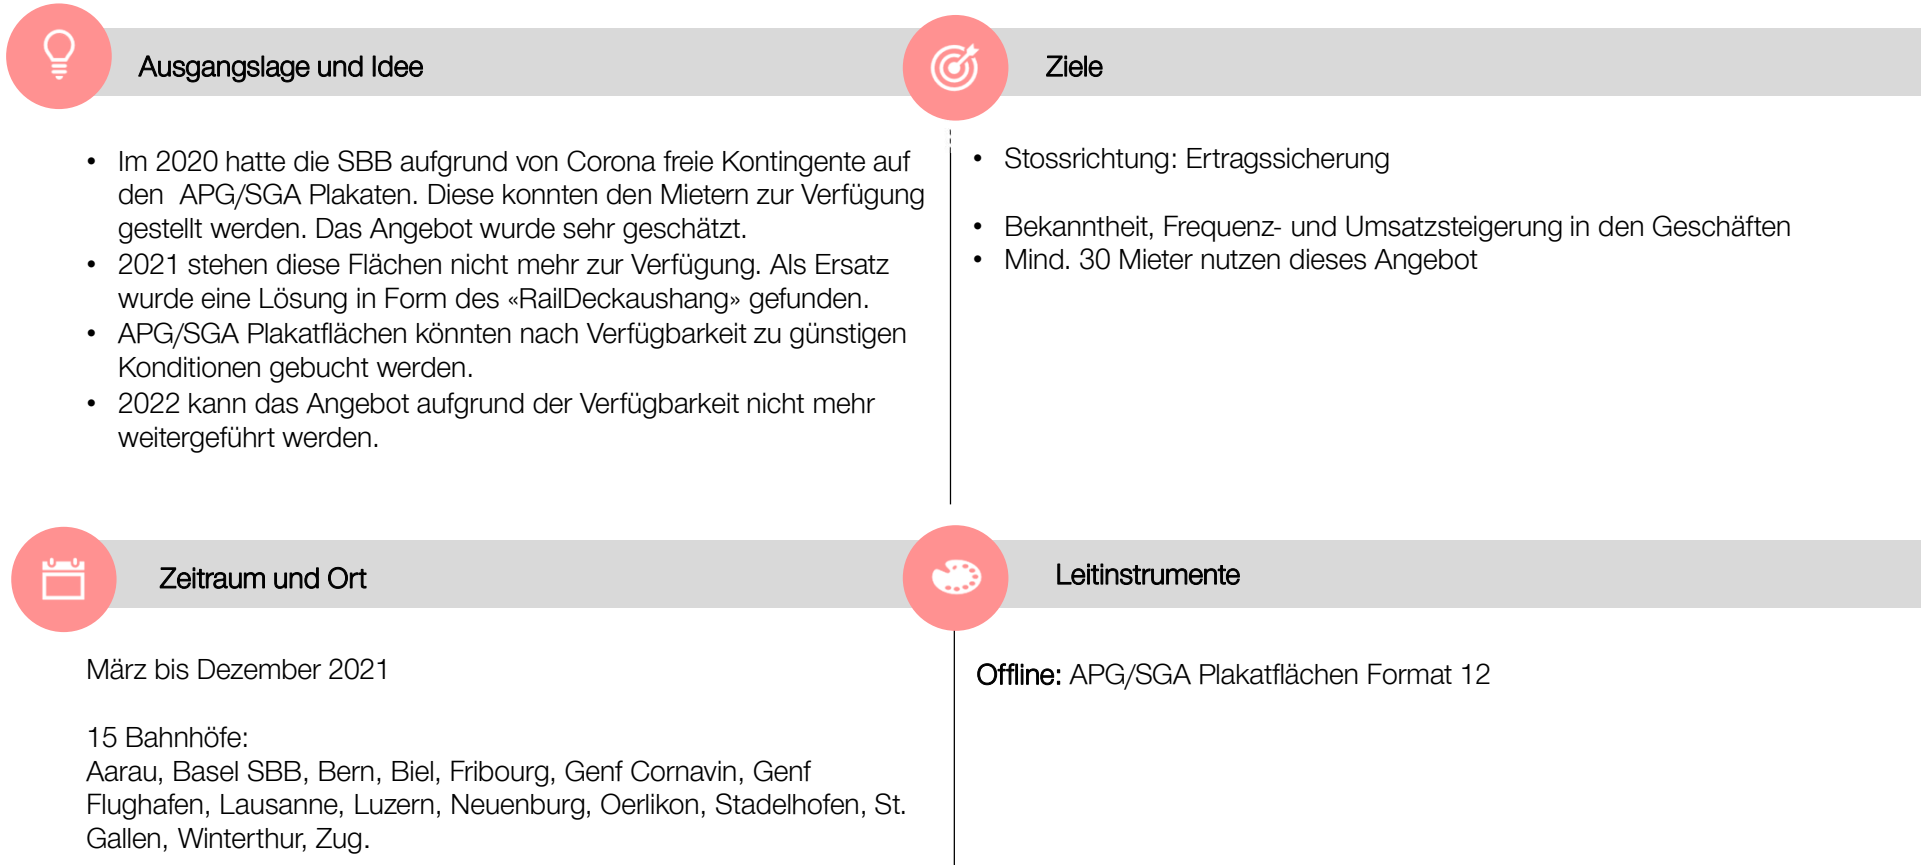 Ausgangslage und Idee
• Im 2020 hatte die SBB aufgrund von Corona freie Kontingente auf
den APG/SGA Plakaten. Diese konnten den Mietern zur Verfügung
gestellt werden. Das Angebot wurde sehr geschätzt.
• 2021 stehen diese Flächen nicht mehr zur Verfügung. Als Ersatz
wurde eine Lösung in Form des «RailDeckaushang» gefunden.
• APG/SGA Plakatflächen könnten nach Verfügbarkeit zu günstigen
Konditionen gebucht werden.
• 2022 kann das Angebot aufgrund der Verfügbarkeit nicht mehr
weitergeführt werden.
Ziele
• Stossrichtung: Ertragssicherung
• Bekanntheit, Frequenz- und Umsatzsteigerung in den Geschäften
• Mind. 30 Mieter nutzen dieses Angebot
Zeitraum und Ort
März bis Dezember 2021
15 Bahnhöfe:
Aarau, Basel SBB, Bern, Biel, Fribourg, Genf Cornavin, Genf
Flughafen, Lausanne, Luzern, Neuenburg, Oerlikon, Stadelhofen, St.
Gallen, Winterthur, Zug.
Leitinstrumente
Offline: APG/SGA Plakatflächen Format 12